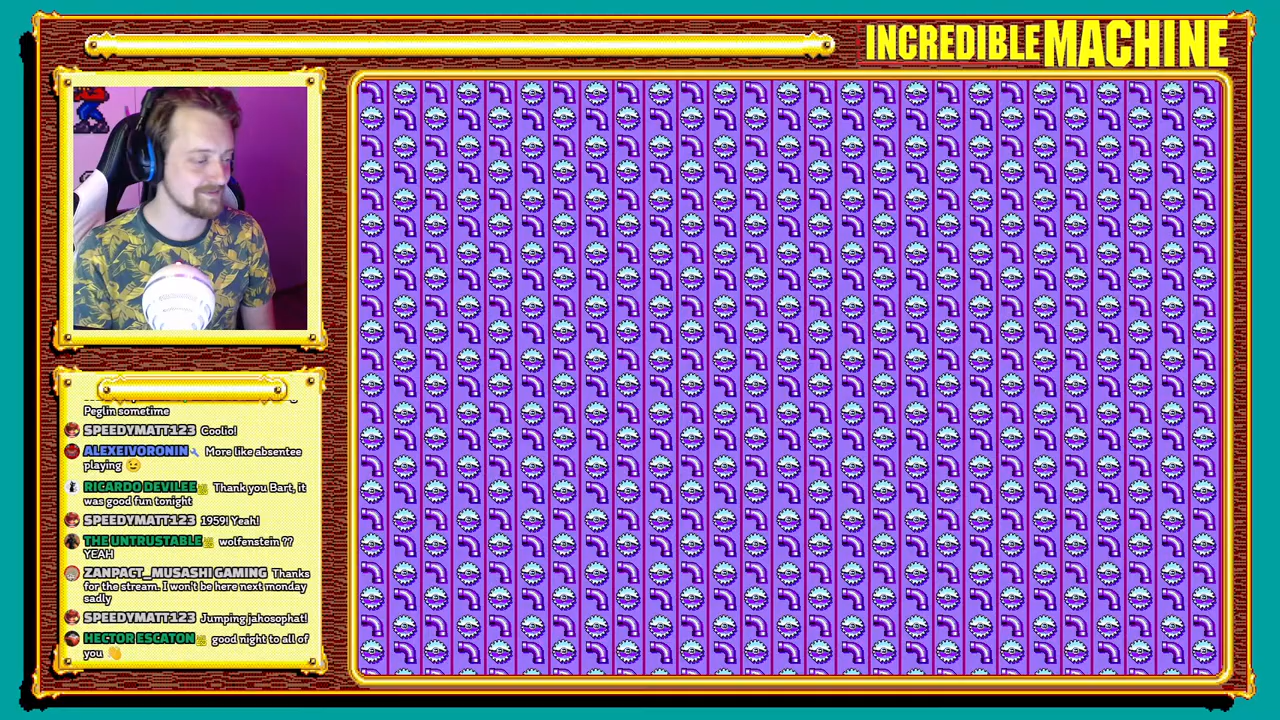 INCREDIBLE MACHINE
Peglin sometime
SPEEDYMATT123 Coolio!
ALEXEIVORONIN More like absentee
playing 😉
RICARDO DEVILEE Thank you Bart, it
was good fun tonight
SPEEDYMATT123 1959! Yeah!
THE UNTRUSTABLE wolfenstein ??
YEAH
ZANPACT_MUSASHI GAMING Thanks
for the stream. I won't be here next monday
sadly
SPEEDYMATT123 Jumping jahosophat!
HECTOR ESCATON good night to all of
you 👋